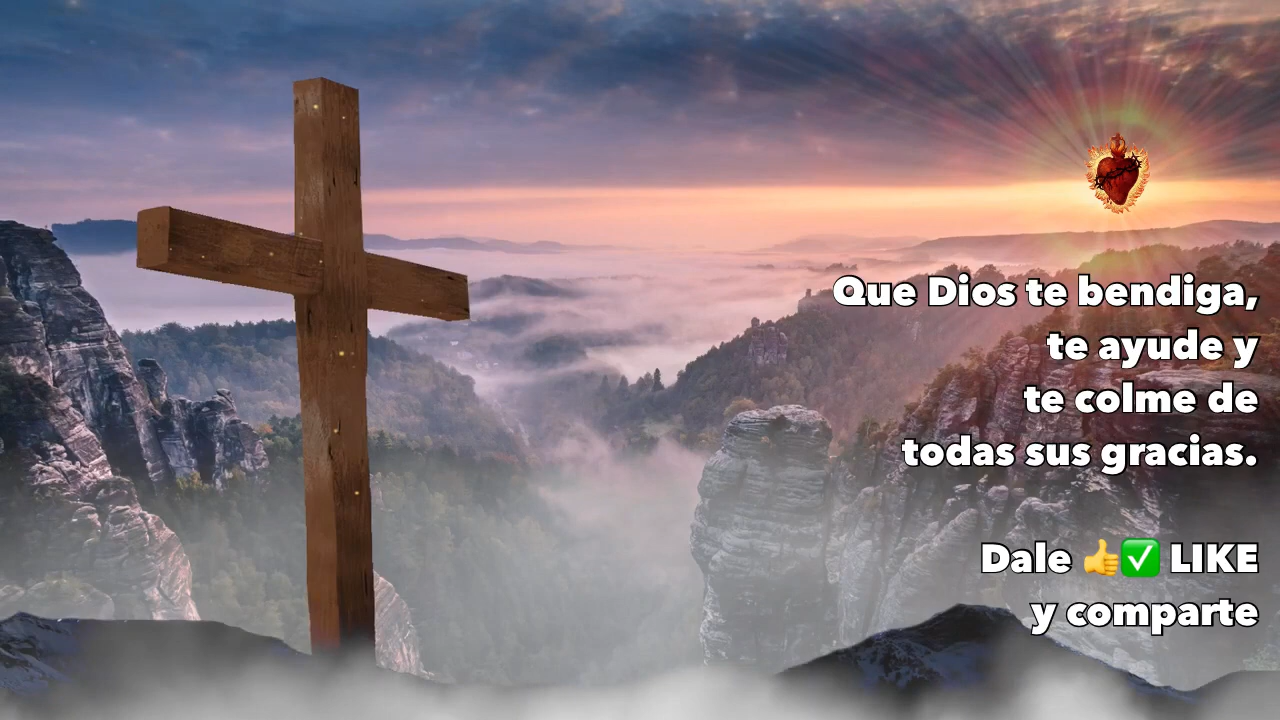 Que Dios te bendiga,
te ayude y
te colme de
todas sus gracias.
Dale 👍✅ LIKE
y comparte